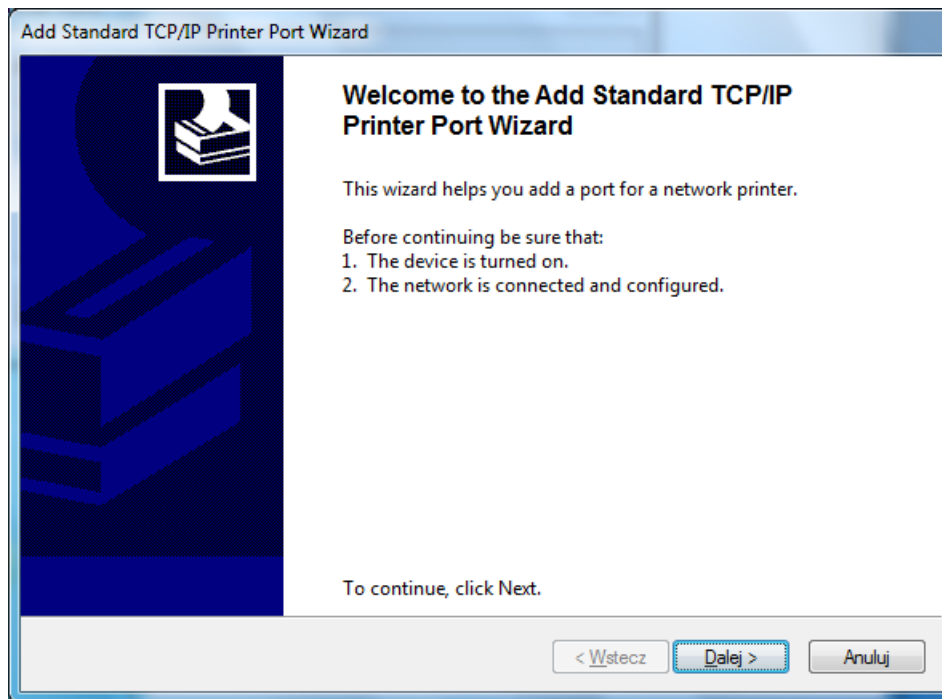 Add Standard TCP/IP Printer Port Wizard
Welcome to the Add Standard TCP/IP
Printer Port Wizard
This wizard helps you add a port for a network printer.
Before continuing be sure that:
1. The device is turned on.
2. The network is connected and configured.
To continue, click Next.
< Wstecz Dalej > Anuluj